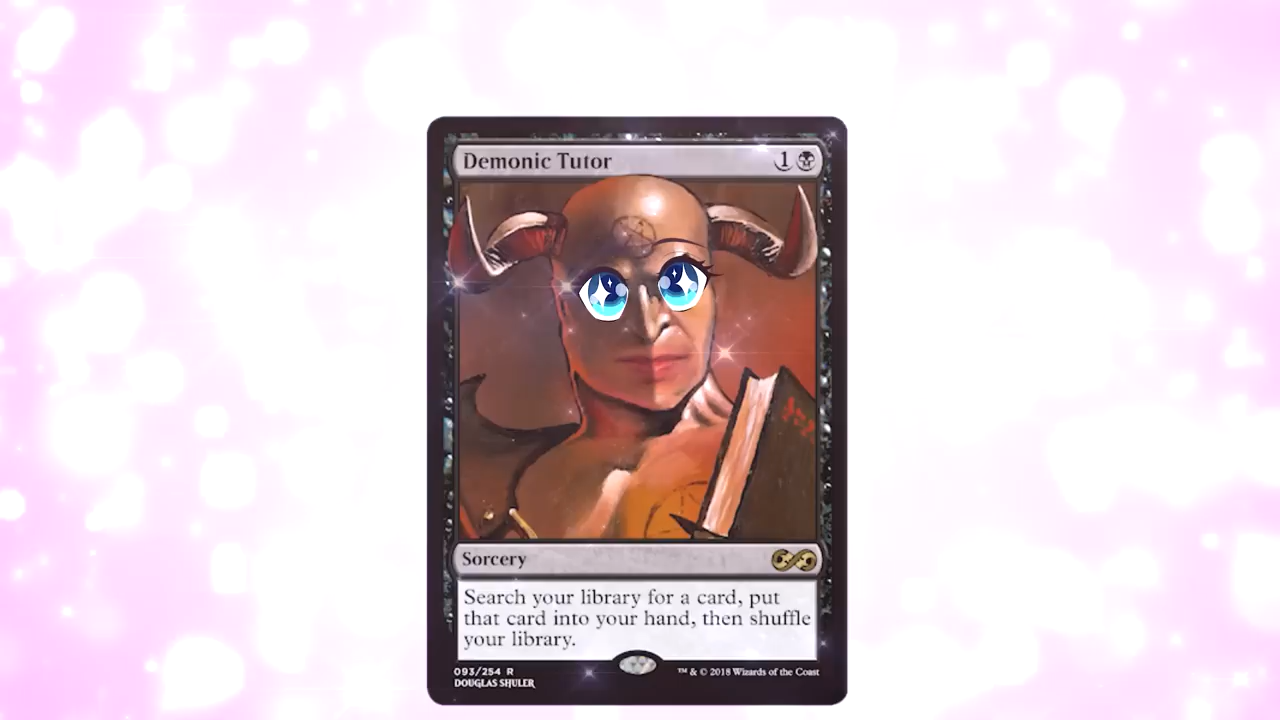 Demonic Tutor 1
Sorcery
Search your library for a card, put
that card into your hand, then shuffle
your library.
093/254 R
DOUGLAS SHULER
™ & © 2018 Wizards of the Coast